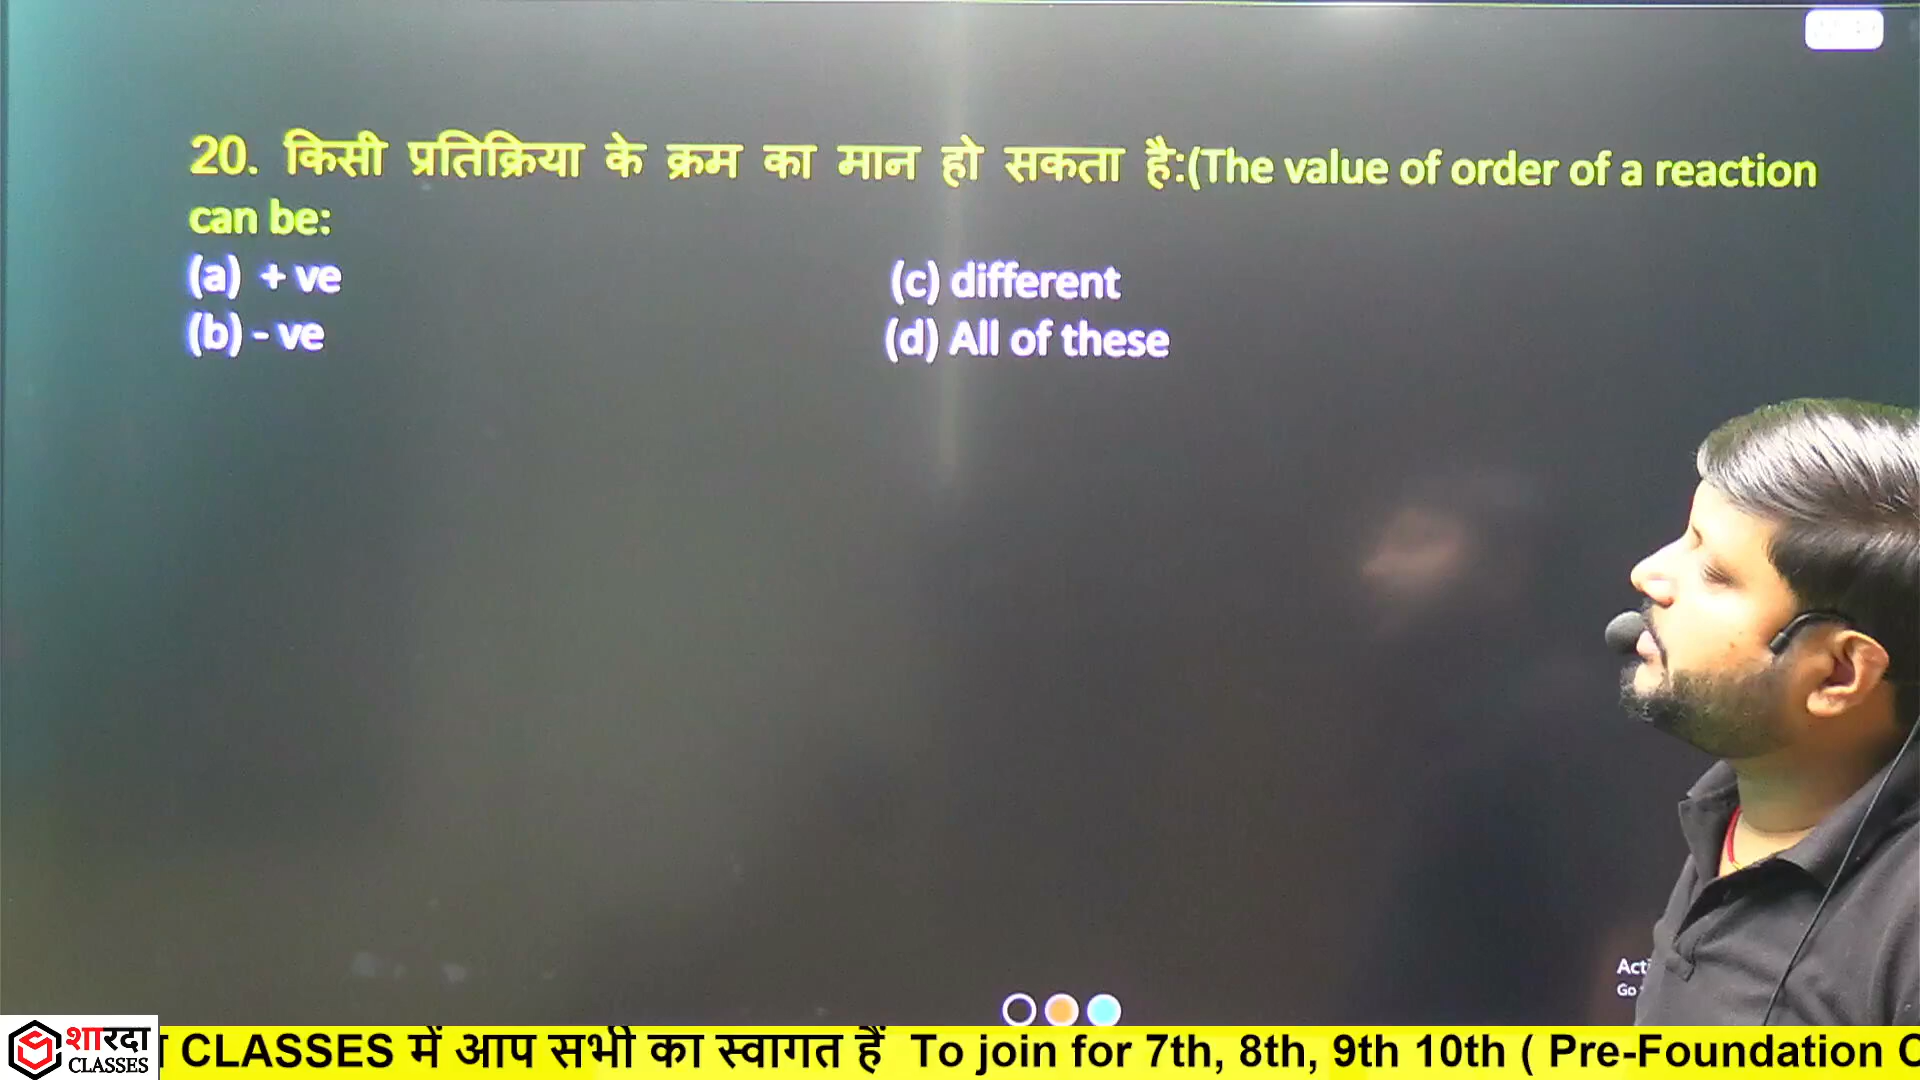 20. किसी प्रतिक्रिया के क्रम का मान हो सकता है:(The value of order of a reaction
can be:
(a) + ve
(c) different
(b) - ve
(d) All of these
Go
शारदा
CLASSES
CLASSES में आप सभी का स्वागत हैं To join for 7th, 8th, 9th 10th ( Pre-Foundation